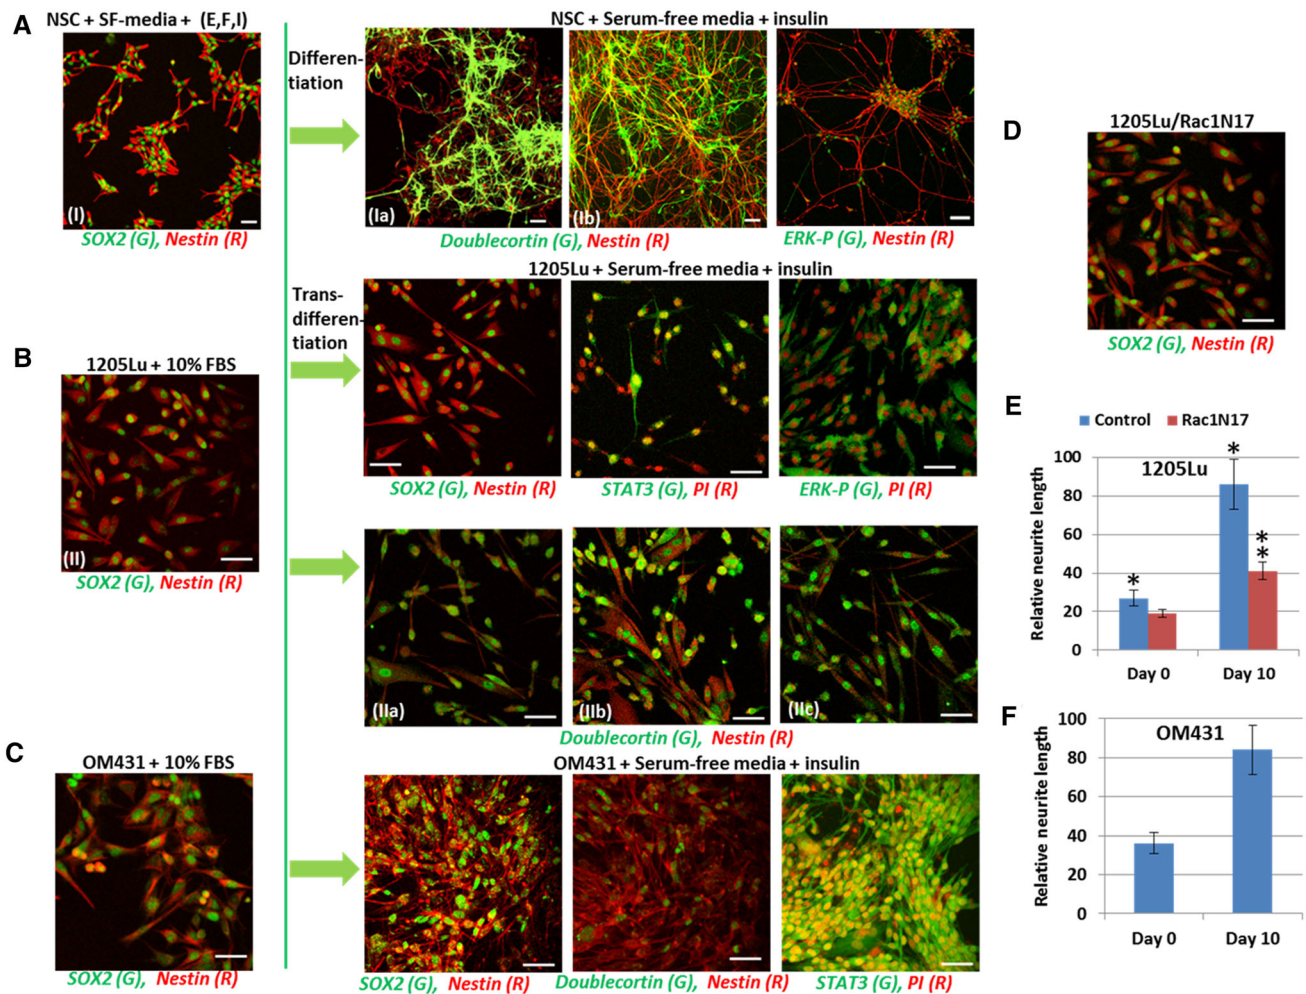 A
NSC + SF-media + (E,F,I)
(I)
SOX2 (G), Nestin (R)
Differen-
tiation
NSC + Serum-free media + insulin
(Ia)
(Ib)
Doublecortin (G), Nestin (R)
ERK-P (G), Nestin (R)
Trans-
differen-
tiation
1205Lu + Serum-free media + insulin
SOX2 (G), Nestin (R)
STAT3 (G), PI (R)
ERK-P (G), PI (R)
B
1205Lu + 10% FBS
(II)
SOX2 (G), Nestin (R)
(IIa)
(IIb)
(IIc)
Doublecortin (G), Nestin (R)
C
OM431 + 10% FBS
SOX2 (G), Nestin (R)
OM431 + Serum-free media + insulin
SOX2 (G), Nestin (R)
Doublecortin (G), Nestin (R)
STAT3 (G), PI (R)
D
1205Lu/Rac1N17
SOX2 (G), Nestin (R)
E
Control
Rac1N17
1205Lu
Relative neurite length
100
80
60
40
20
0
*
*
*
*
Day 0
Day 10
F
OM431
Relative neurite length
100
80
60
40
20
0
Day 0
Day 10